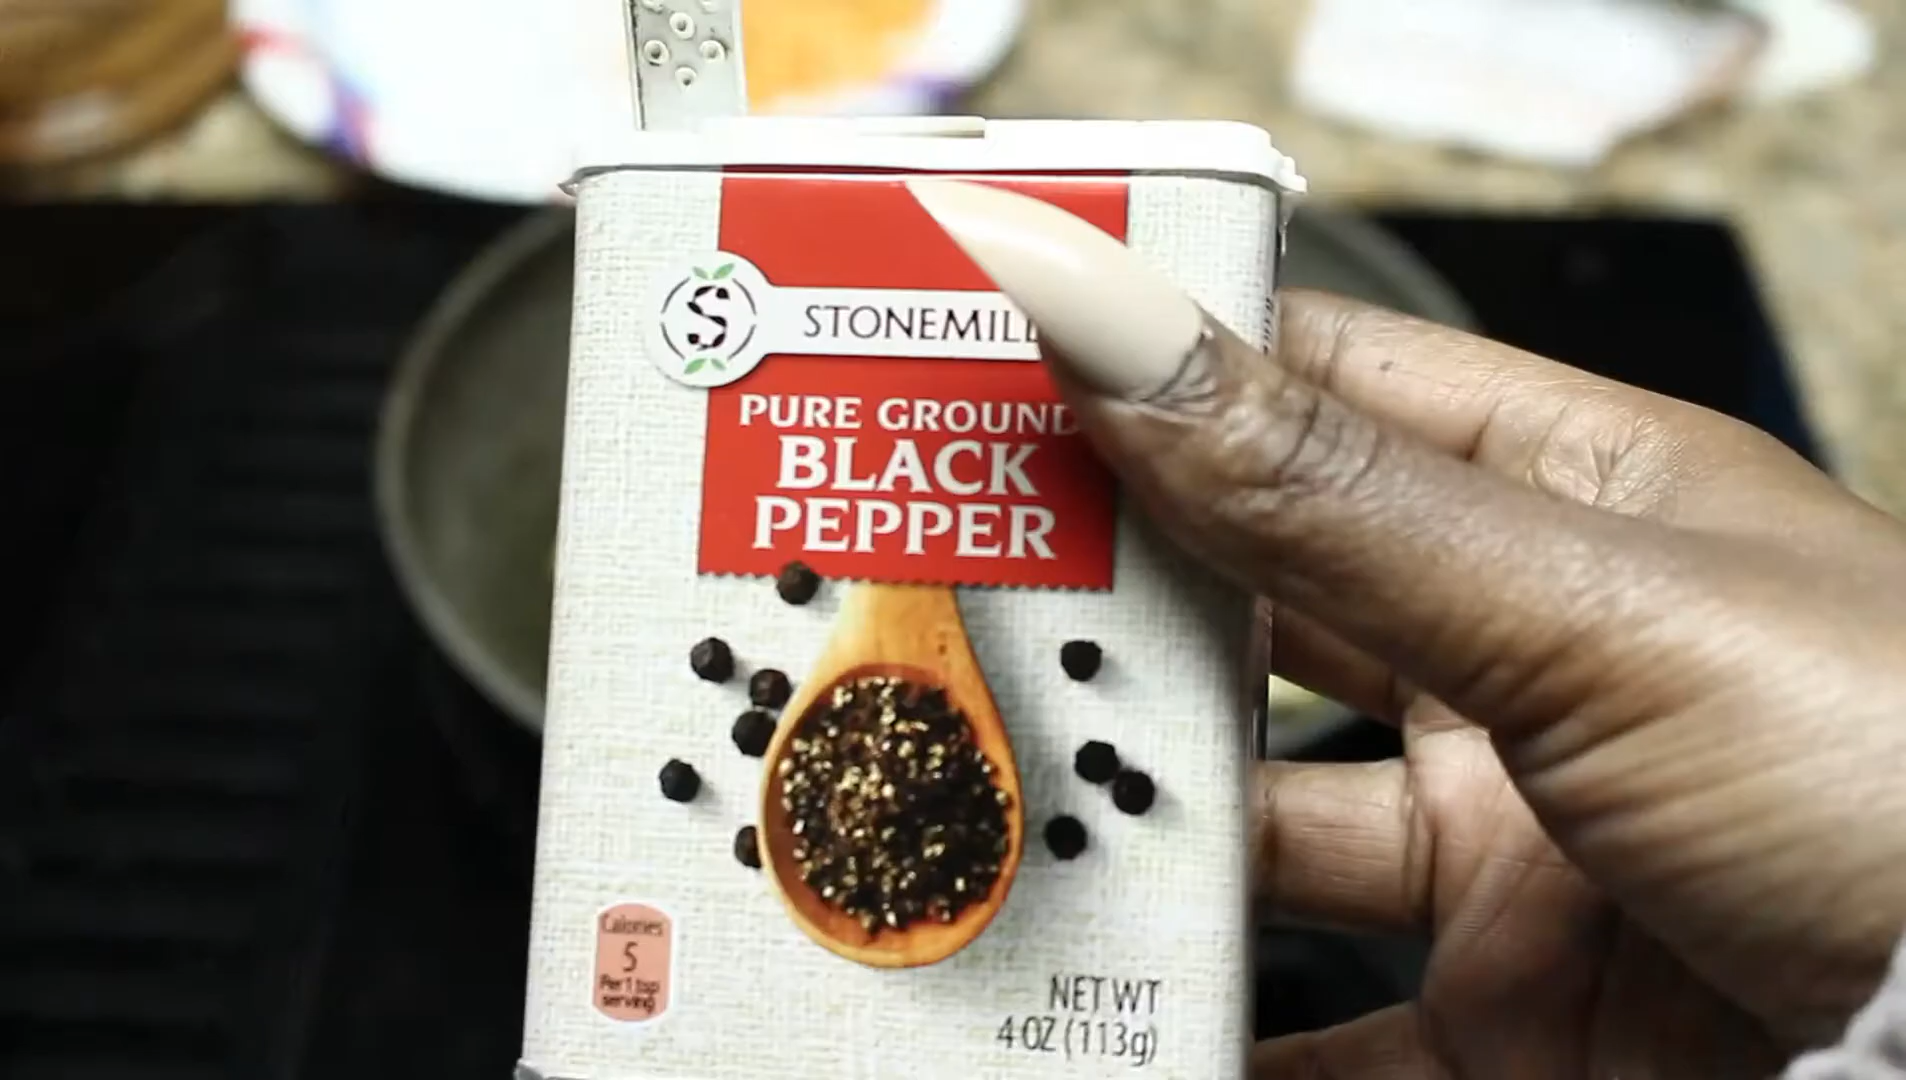 S
STONEMILL
PURE GROUND
BLACK
PEPPER
Calories
5
Per 1 tsp
serving
NET WT
4 OZ (113g)